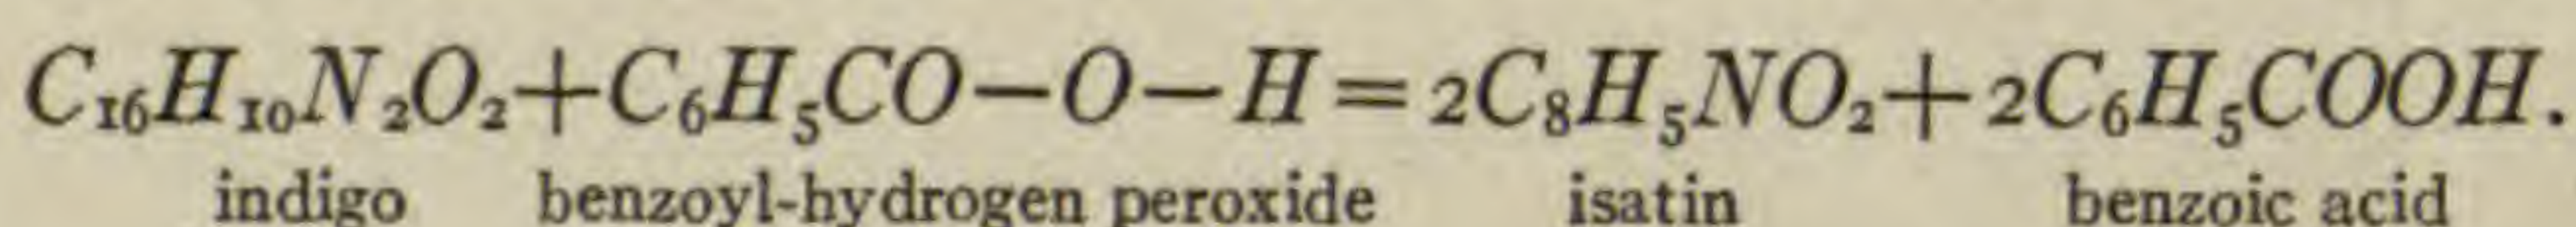 C₁₆H₁₀N₂O₂+C₆H₅CO—O—H=2C₈H₅NO₂+2C₆H₅COOH.
indigo benzoyl-hydrogen peroxide isatin benzoic acid